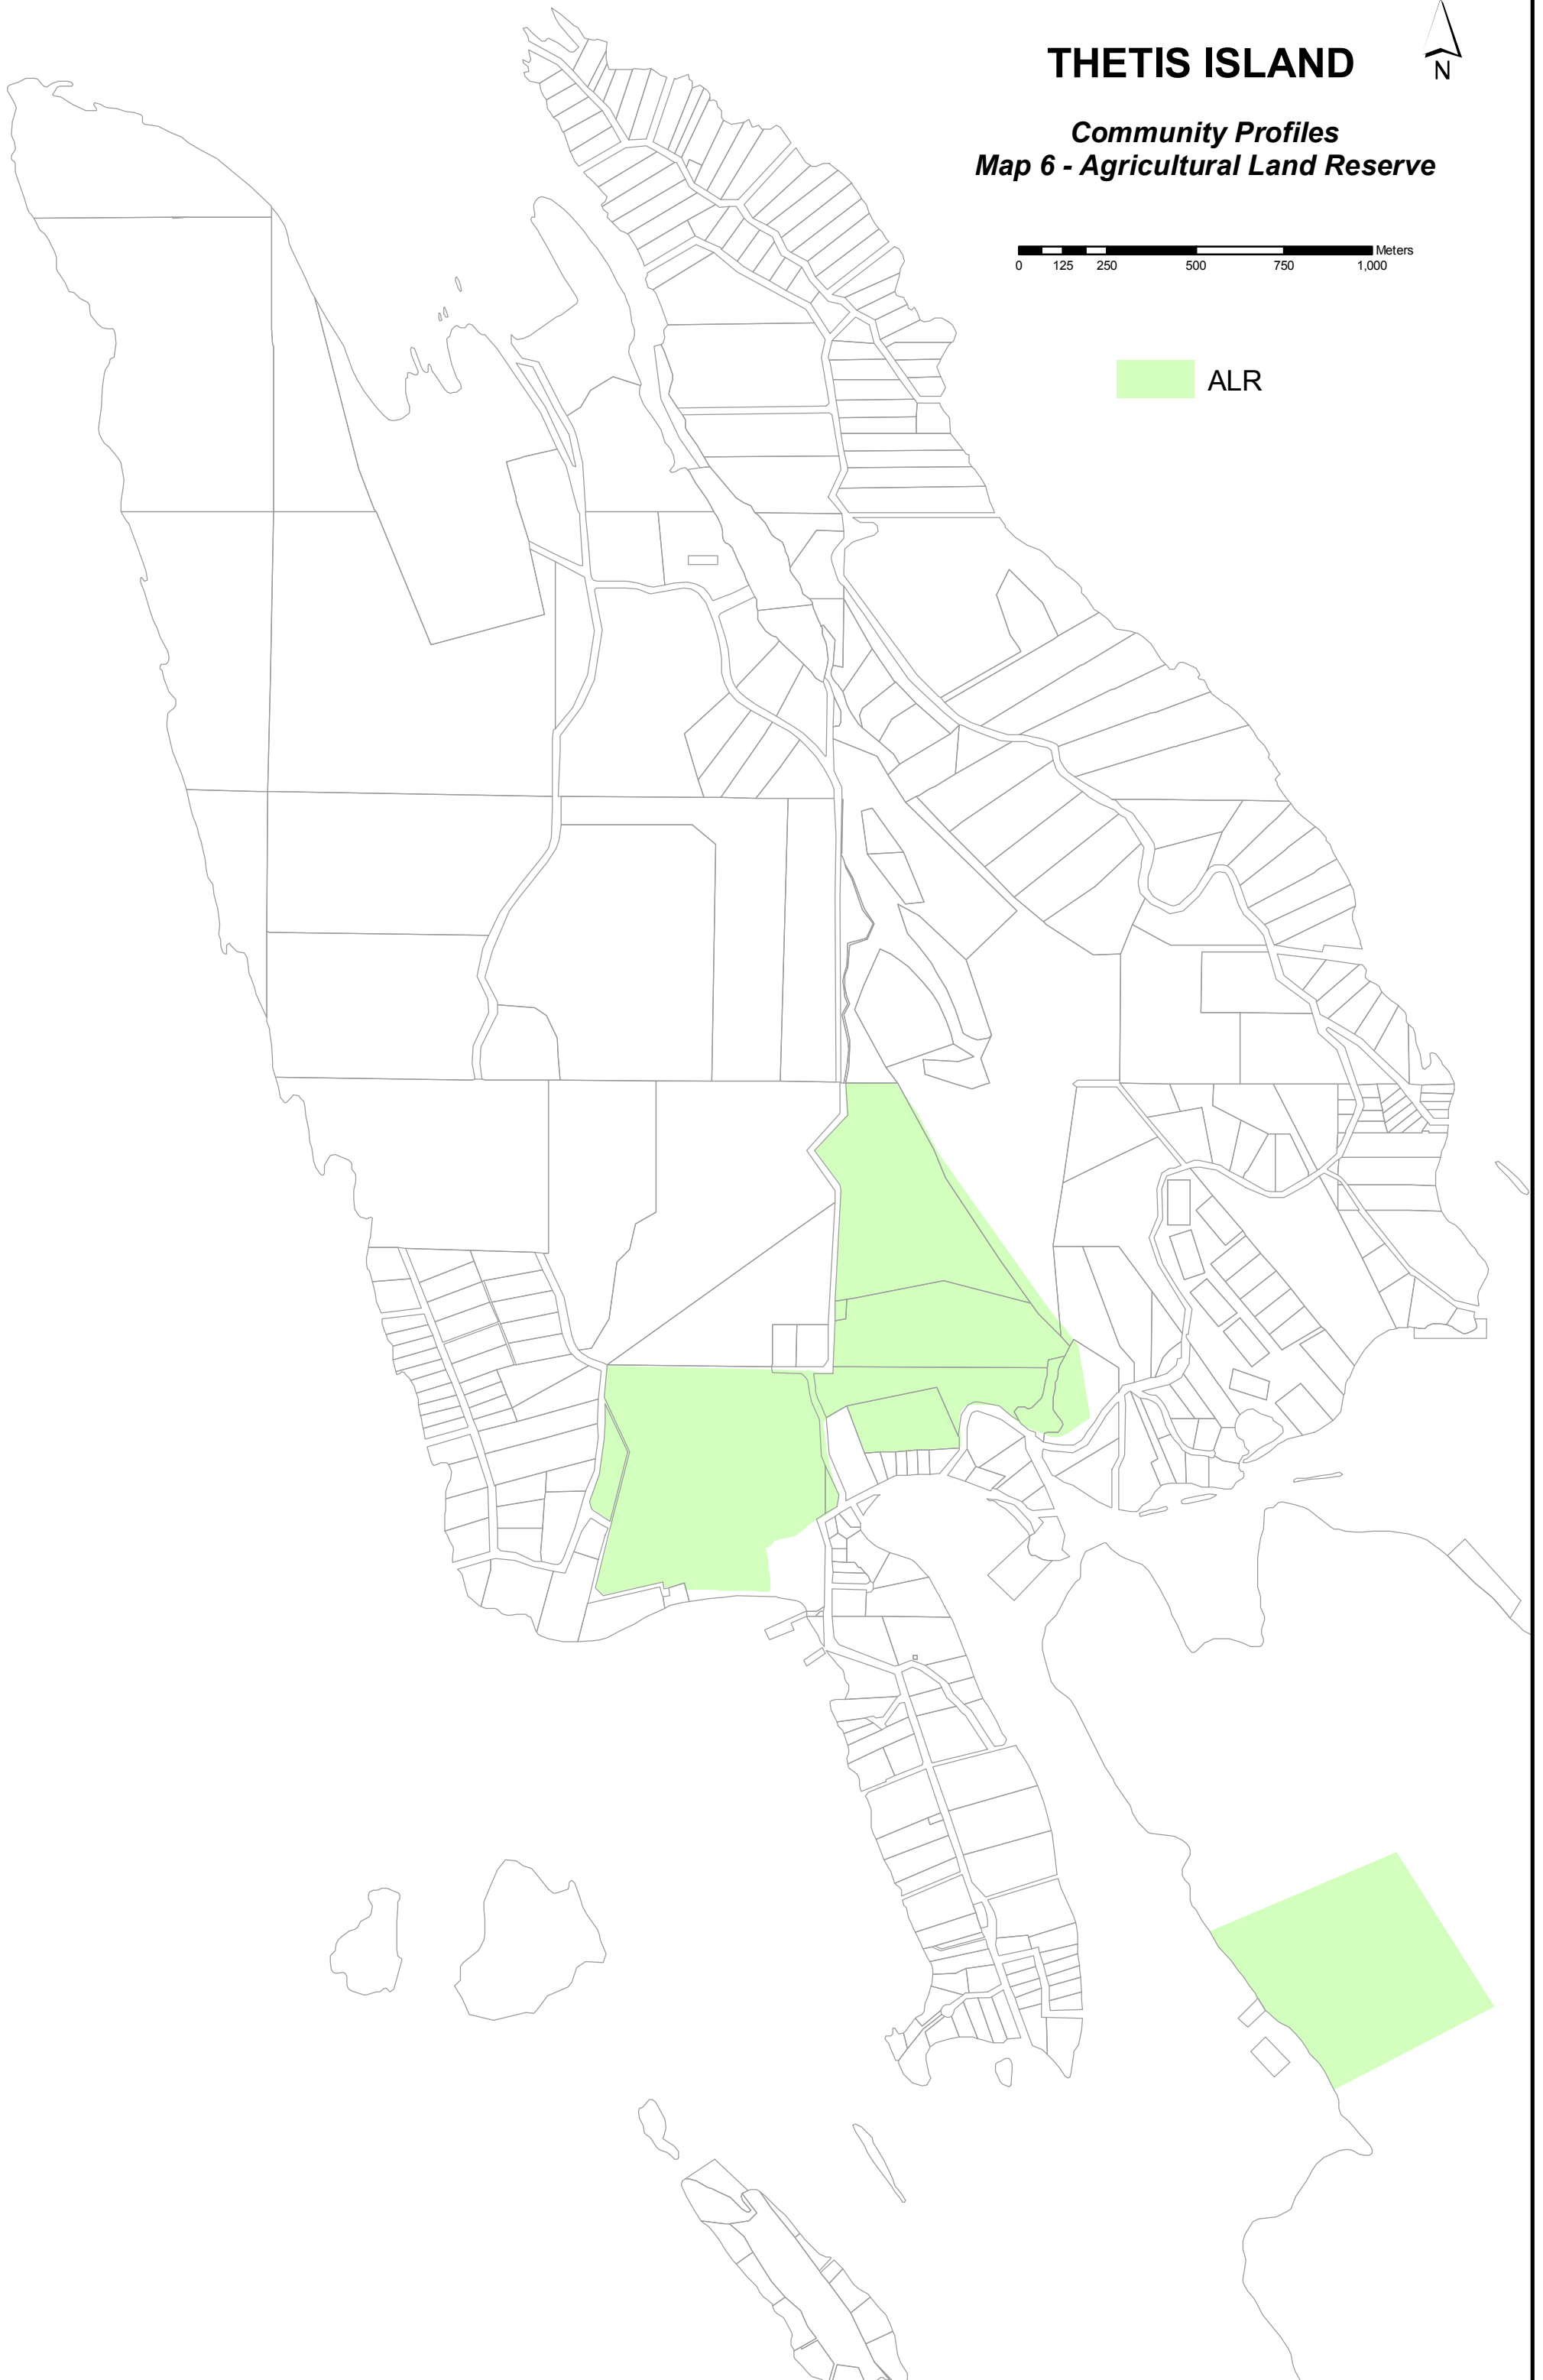 THETIS ISLAND
N
Community Profiles
Map 6 - Agricultural Land Reserve
Meters
0 125 250 500 750 1,000
ALR